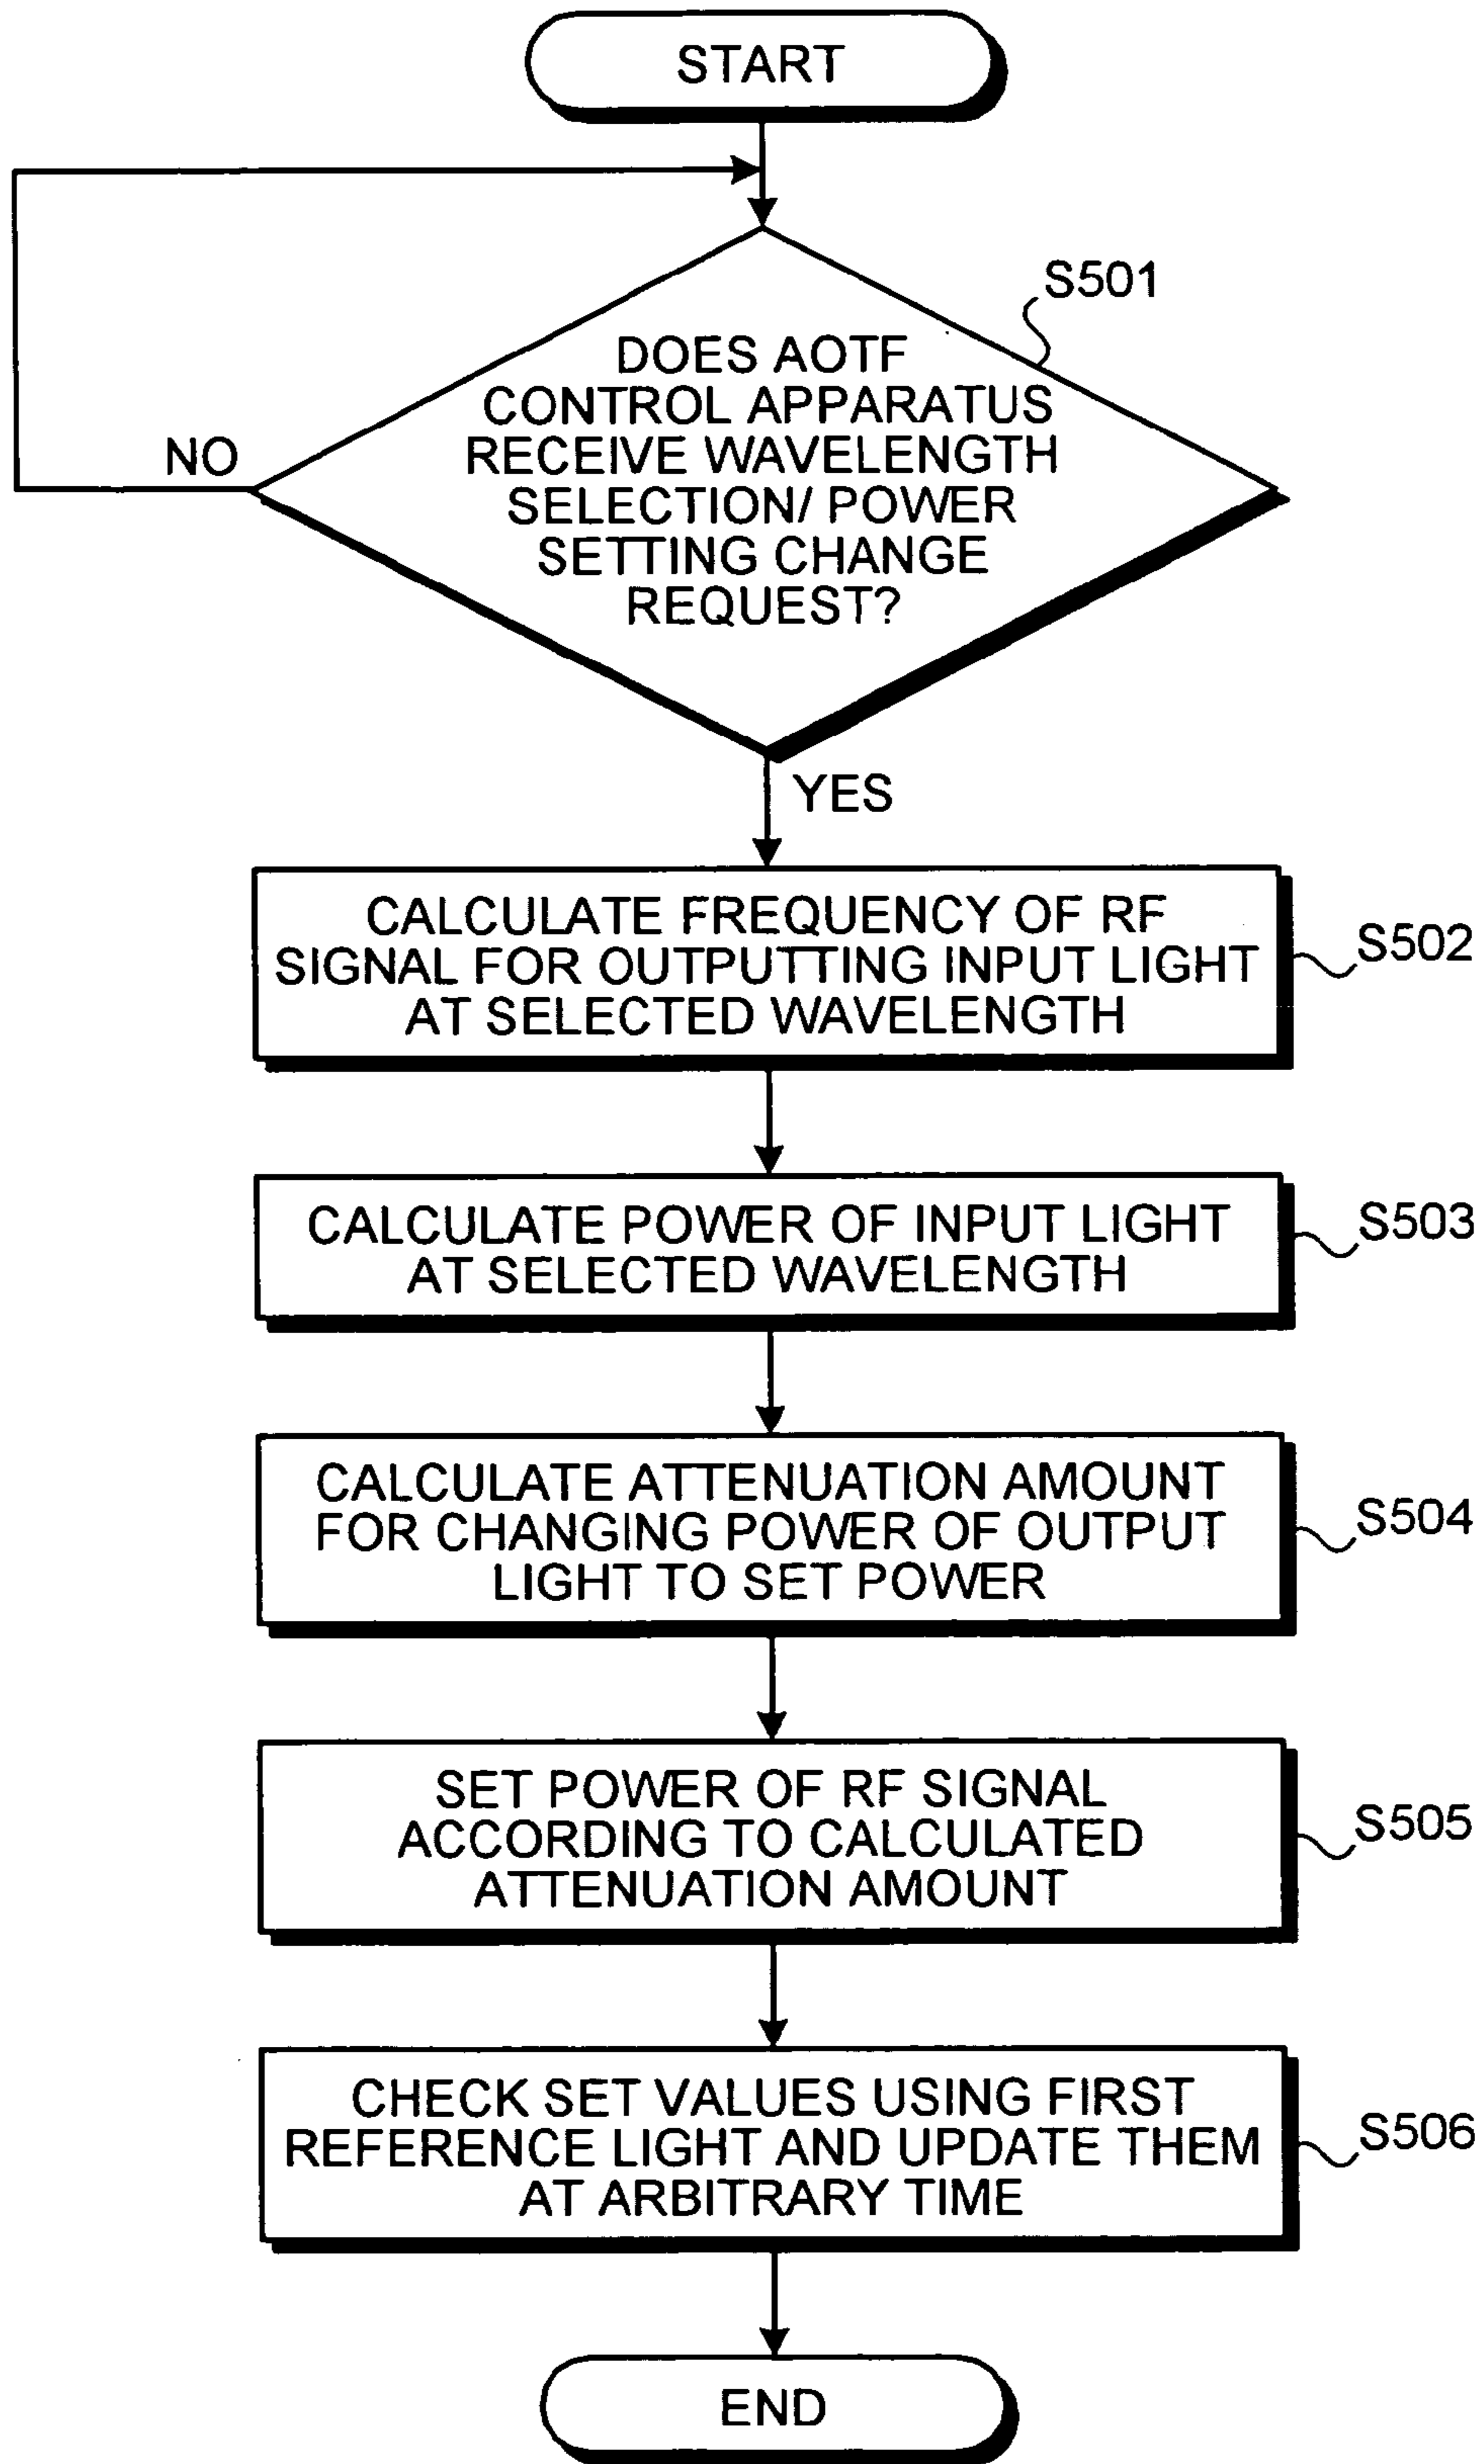 START
S501
DOES AOTF
CONTROL APPARATUS
RECEIVE WAVELENGTH
SELECTION/ POWER
SETTING CHANGE
REQUEST?
NO
YES
CALCULATE FREQUENCY OF RF
SIGNAL FOR OUTPUTTING INPUT LIGHT
AT SELECTED WAVELENGTH
S502
CALCULATE POWER OF INPUT LIGHT
AT SELECTED WAVELENGTH
S503
CALCULATE ATTENUATION AMOUNT
FOR CHANGING POWER OF OUTPUT
LIGHT TO SET POWER
S504
SET POWER OF RF SIGNAL
ACCORDING TO CALCULATED
ATTENUATION AMOUNT
S505
CHECK SET VALUES USING FIRST
REFERENCE LIGHT AND UPDATE THEM
AT ARBITRARY TIME
S506
END